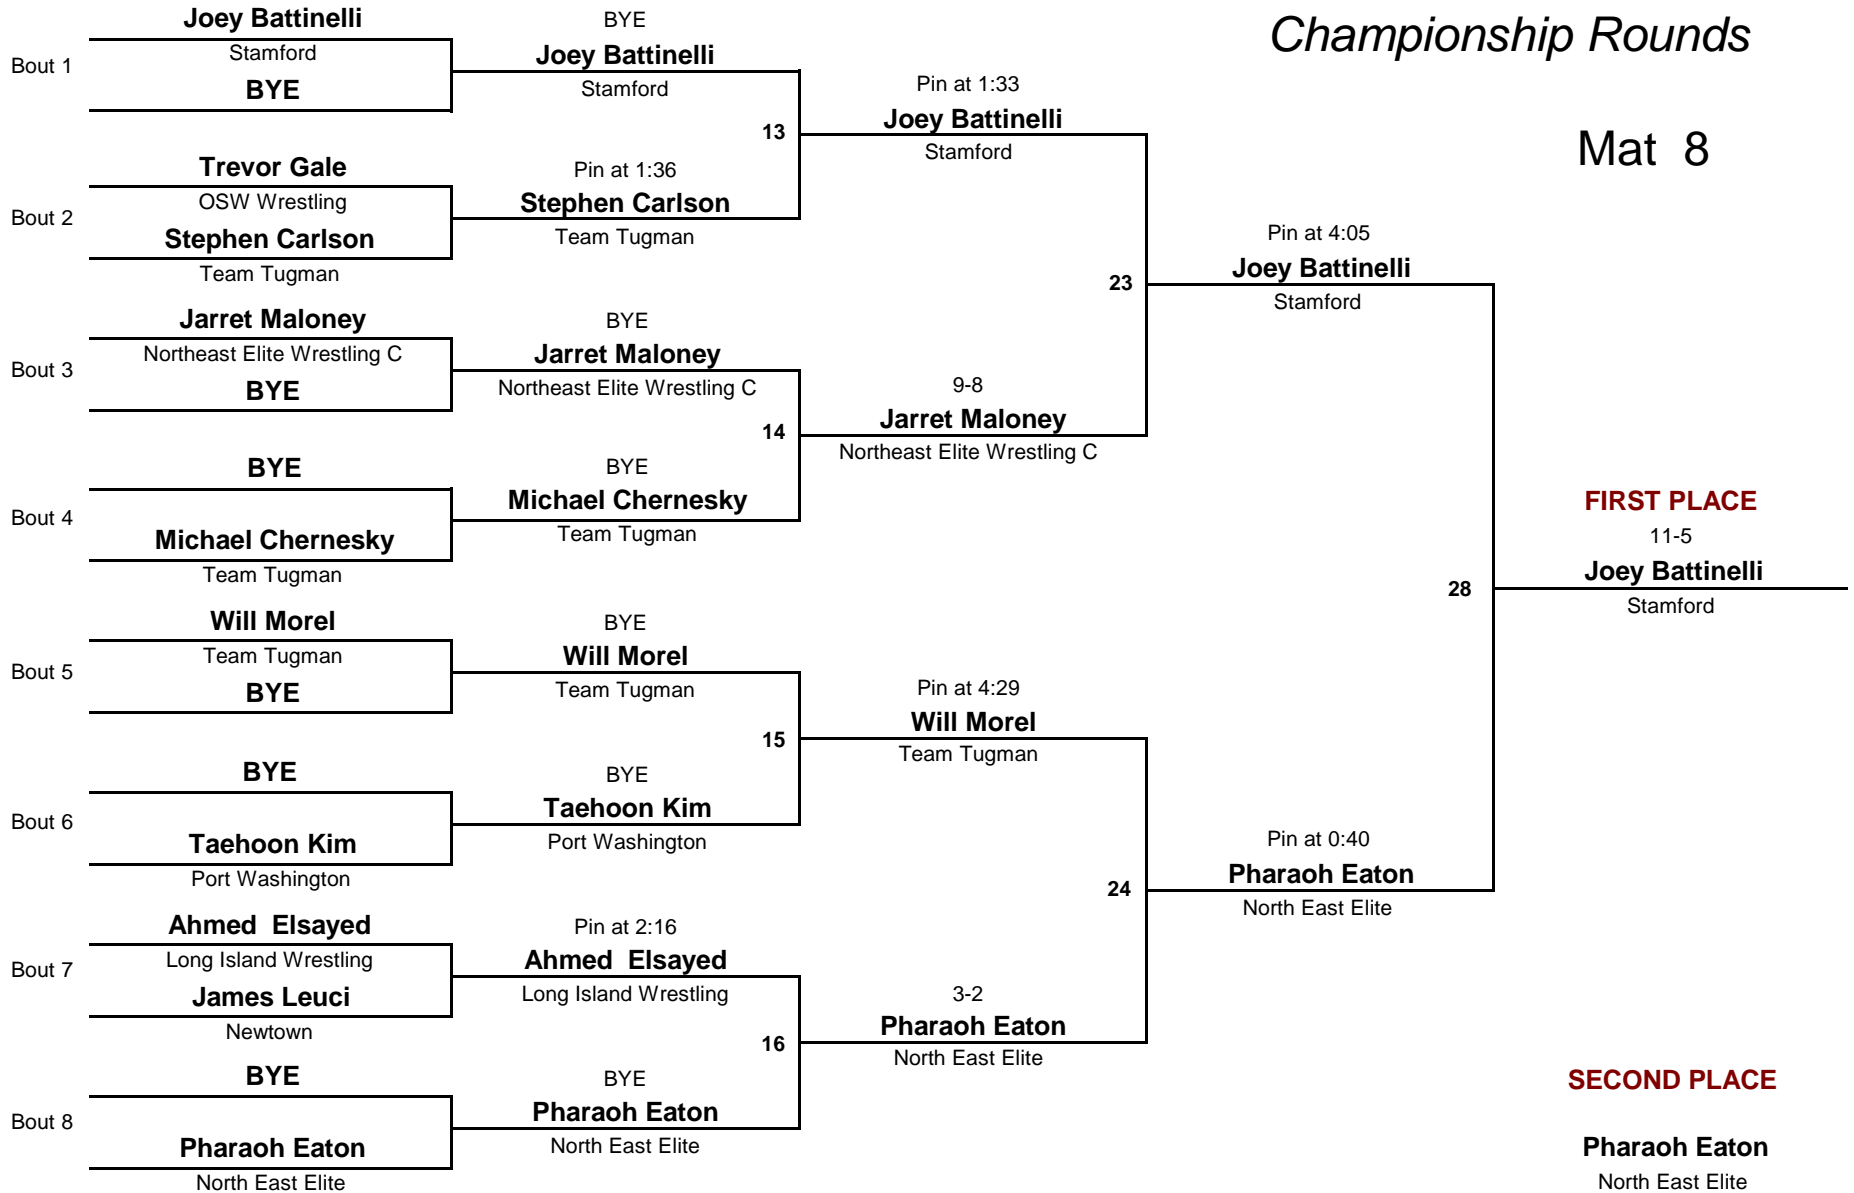 Championship Rounds
Mat 8
Bout 1
Joey Battinelli
Stamford
BYE
Bout 2
Trevor Gale
OSW Wrestling
Stephen Carlson
Team Tugman
Bout 3
Jarret Maloney
Northeast Elite Wrestling C
BYE
Bout 4
BYE
Michael Chernesky
Team Tugman
Bout 5
Will Morel
Team Tugman
BYE
Bout 6
BYE
Taehoon Kim
Port Washington
Bout 7
Ahmed Elsayed
Long Island Wrestling
James Leuci
Newtown
Bout 8
BYE
Pharaoh Eaton
North East Elite
BYE
Joey Battinelli
Stamford
13
Pin at 1:36
Stephen Carlson
Team Tugman
BYE
Jarret Maloney
Northeast Elite Wrestling C
14
BYE
Michael Chernesky
Team Tugman
BYE
Will Morel
Team Tugman
15
BYE
Taehoon Kim
Port Washington
Pin at 2:16
Ahmed Elsayed
Long Island Wrestling
16
BYE
Pharaoh Eaton
North East Elite
Pin at 1:33
Joey Battinelli
Stamford
23
9-8
Jarret Maloney
Northeast Elite Wrestling C
Pin at 4:29
Will Morel
Team Tugman
24
3-2
Pharaoh Eaton
North East Elite
Pin at 4:05
Joey Battinelli
Stamford
28
Pin at 0:40
Pharaoh Eaton
North East Elite
FIRST PLACE
11-5
Joey Battinelli
Stamford
SECOND PLACE
Pharaoh Eaton
North East Elite